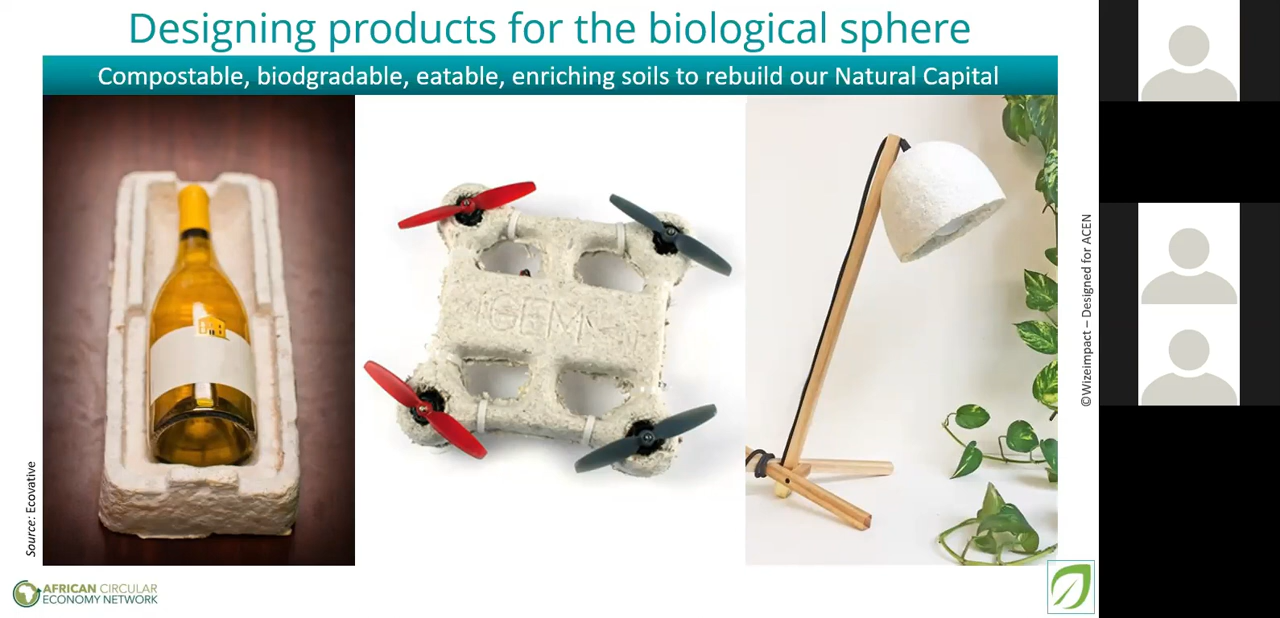 Designing products for the biological sphere
Compostable, biodgradable, eatable, enriching soils to rebuild our Natural Capital
iGEM
Source: Ecovative
©Wizeimpact – Designed for ACEN
AFRICAN CIRCULAR
ECONOMY NETWORK